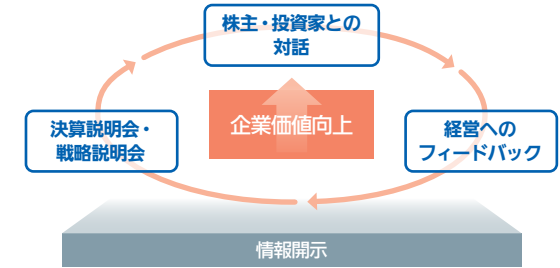 株主・投資家との
対話
決算説明会・
戦略説明会
企業価値向上
経営への
フィードバック
情報開示